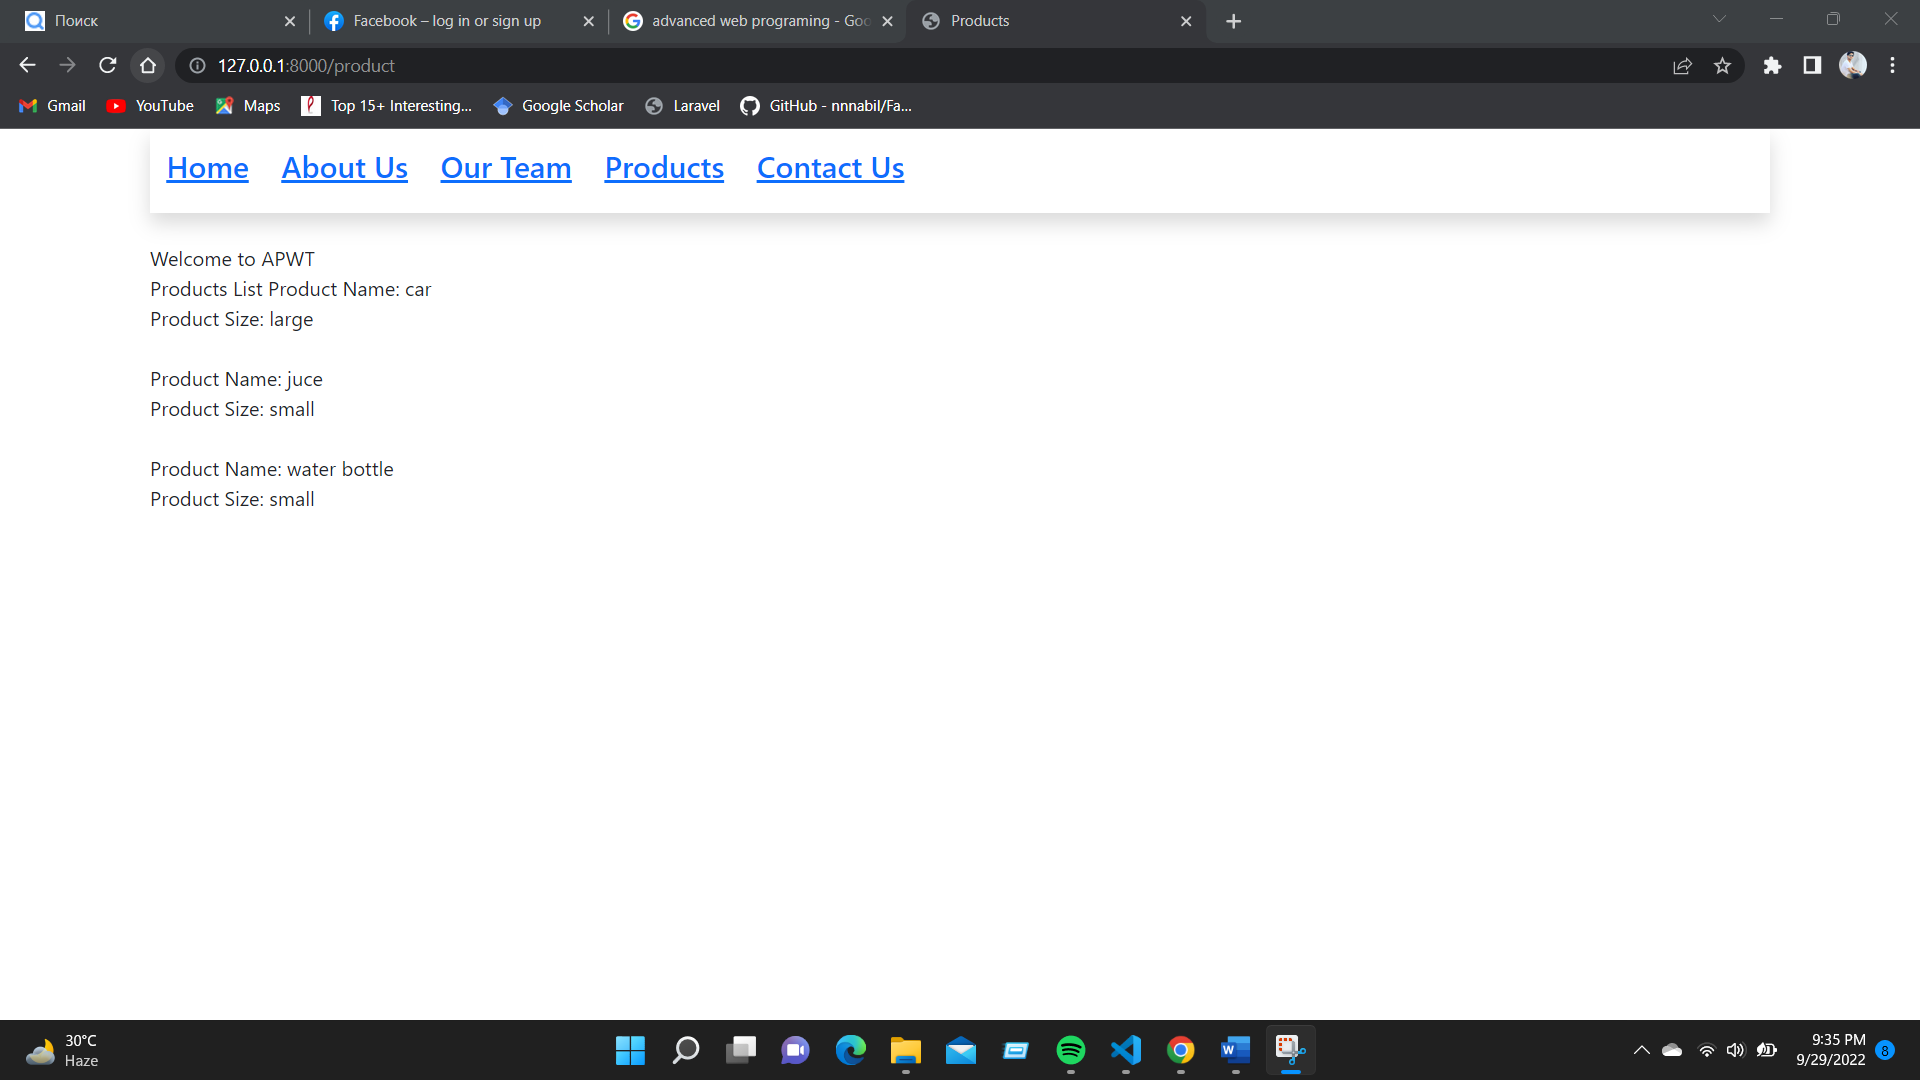 Поиск
Facebook – log in or sign up
advanced web programing - Goo
Products
127.0.0.1:8000/product
Gmail
YouTube
Maps
Top 15+ Interesting...
Google Scholar
Laravel
GitHub - nnnabil/Fa...
Home About Us Our Team Products Contact Us
Welcome to APWT
Products List Product Name: car
Product Size: large
Product Name: juce
Product Size: small
Product Name: water bottle
Product Size: small
30°C
Haze
9:35 PM
9/29/2022
8